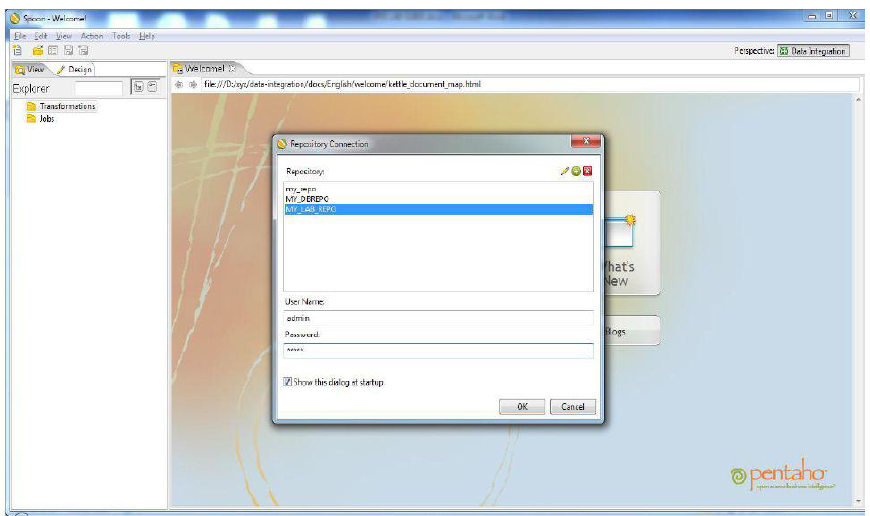 Spoon - Welcome!
File Edit View Action Tools Help
Perspective: Data Integration
View Design
Welcome!
Explorer
file:///D:/xyz/data-integration/docs/English/welcome/kettle_document_map.html
Transformations
Jobs
Repository Connection
Repository:
my_repo
MY_DBREPO
MY_LAB_REPO
User Name:
admin
Password:
*****
Show this dialog at startup
OK Cancel
What's
New
Blogs
pentaho